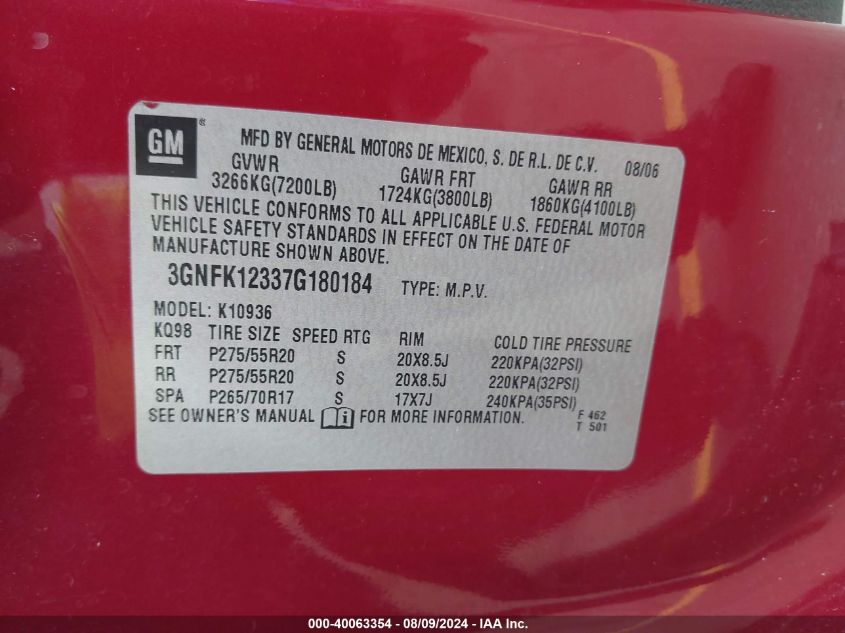 GM®
MFD BY GENERAL MOTORS DE MEXICO, S. DE R.L. DE C.V. 08/06
GVWR GAWR FRT GAWR RR
3266KG(7200LB) 1724KG(3800LB) 1860KG(4100LB)
THIS VEHICLE CONFORMS TO ALL APPLICABLE U.S. FEDERAL MOTOR
VEHICLE SAFETY STANDARDS IN EFFECT ON THE DATE OF
MANUFACTURE SHOWN ABOVE.
3GNFK12337G180184 TYPE: M.P.V.
MODEL: K10936
KQ98 TIRE SIZE SPEED RTG RIM COLD TIRE PRESSURE
FRT P275/55R20 S 20X8.5J 220KPA(32PSI)
RR P275/55R20 S 20X8.5J 220KPA(32PSI)
SPA P265/70R17 S 17X7J 240KPA(35PSI)
SEE OWNER'S MANUAL i FOR MORE INFORMATION. F 462
T 501
000-40063354 - 08/09/2024 - IAA Inc.